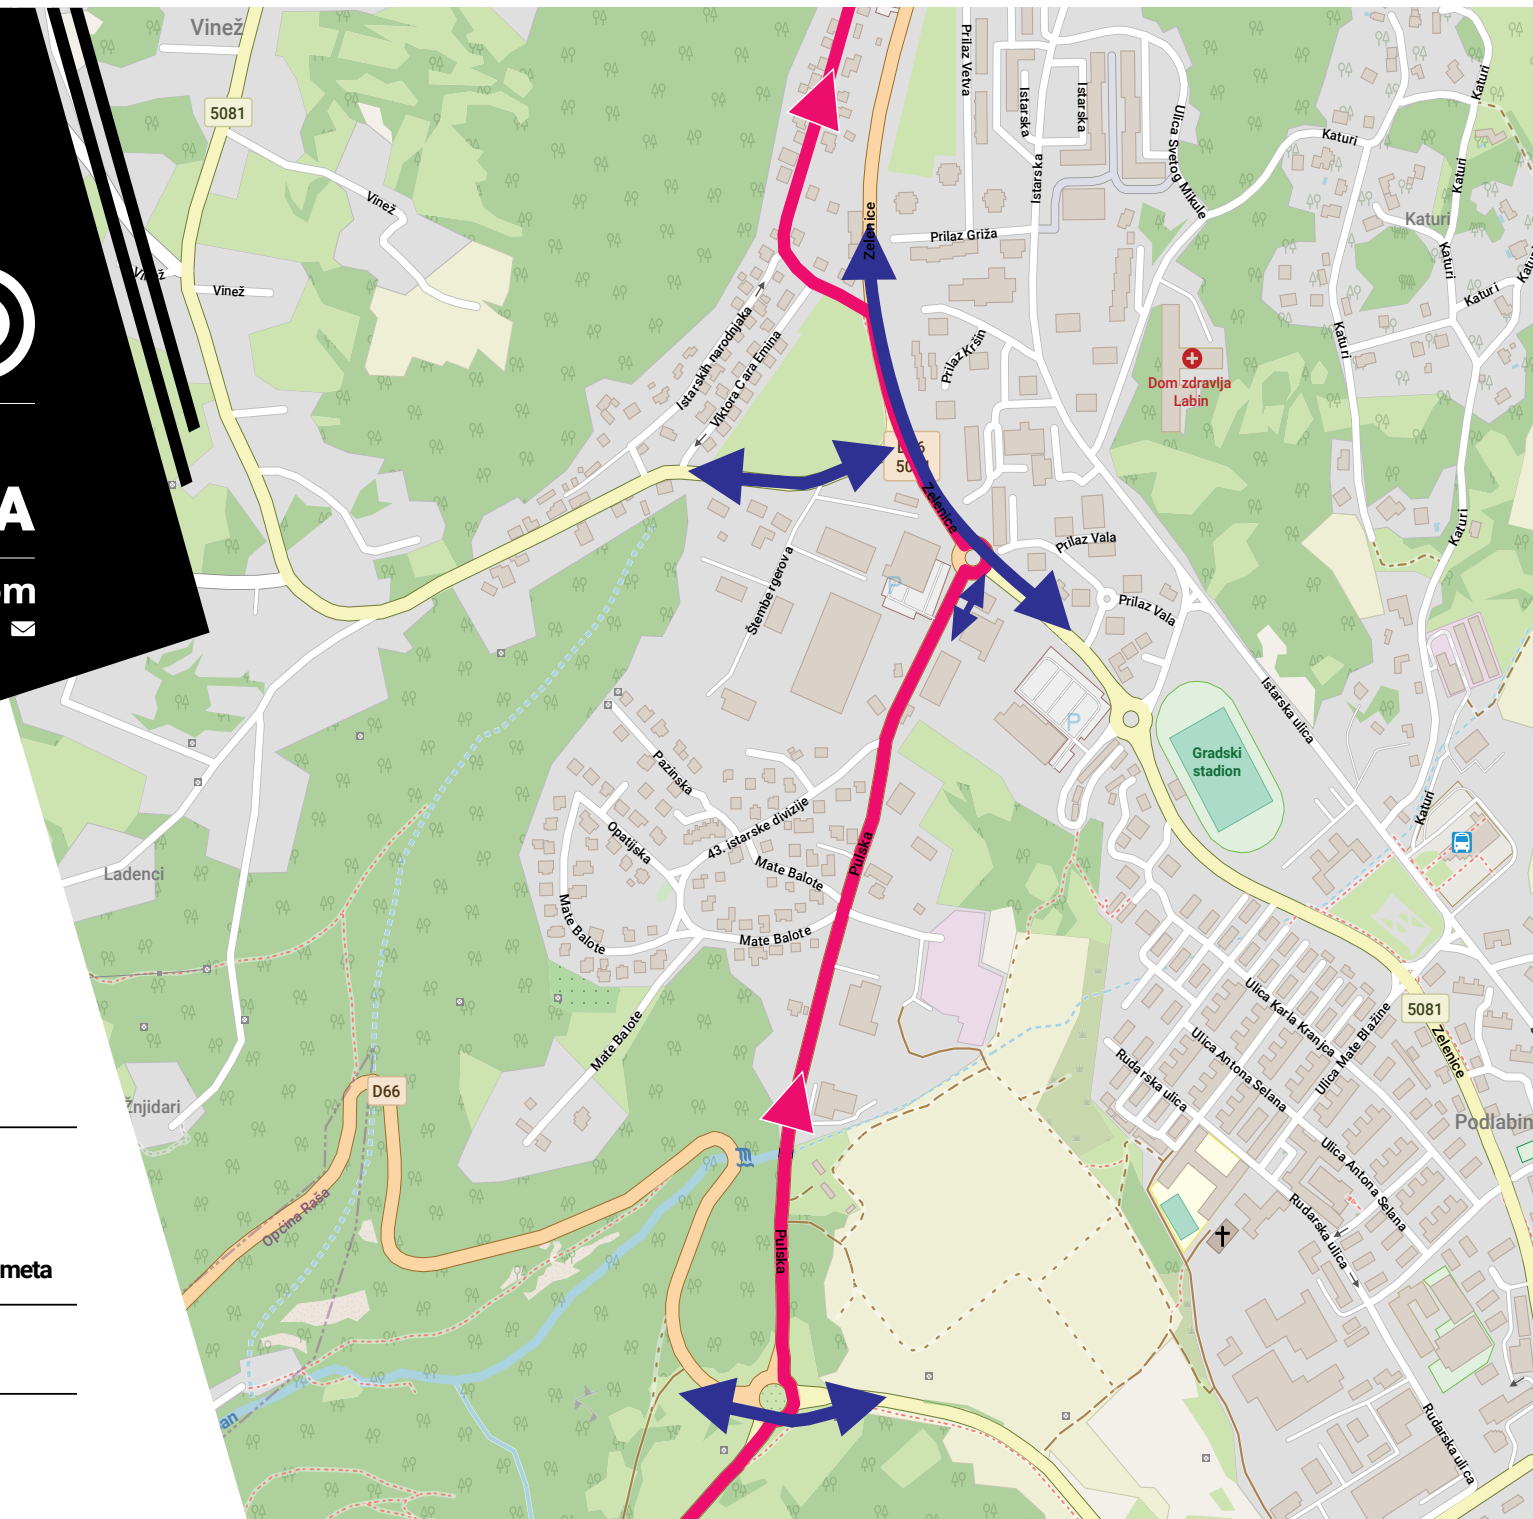 Vinež
5081
Vinež
Vinež
Vinež
A
om
meta
Prilaz Vetva
Istarska
Istarska
Istarska
Ulica Svetog Mikule
Katuri
Katuri
Katuri
Katuri
Katuri
Katuri
Katuri
Katuri
Katuri
Zelenice
Prilaz Griža
Prilaz Kršin
Dom zdravlja
Labin
Istarskih narodnjaka
Viktora Cara Emina
Zelenice
Prilaz Vala
Prilaz Vala
Štembergerova
P
P
Istarska ulica
Gradski
stadion
Pazinska
Opatijska
43. istarske divizije
Mate Balote
Mate Balote
Mate Balote
Mate Balote
Pulska
Ladenci
Žnjidari
D66
Općina Raša
Pulska
5081
Zelenice
Podlabin
Ulica Karla Kranjca
Ulica Antona Selana
Ulica Mate Blažine
Rudarska ulica
Ulica Antona Selana
Rudarska ulica
Rudarska ulica
an